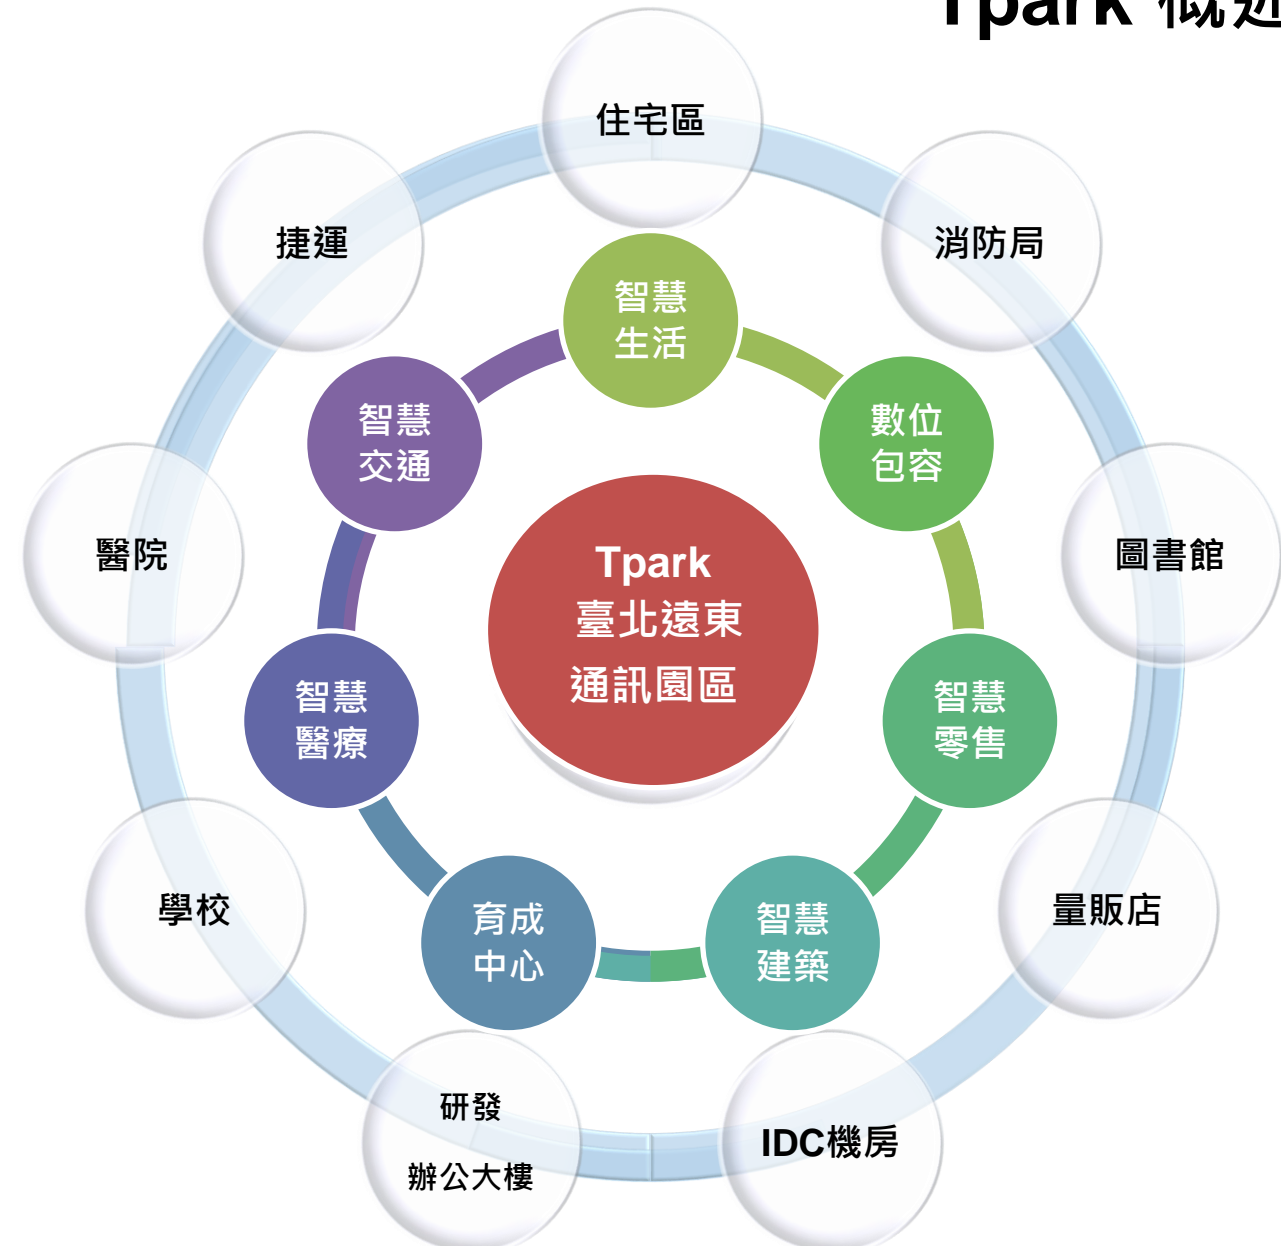 Tpark 概述
住宅區
捷運
消防局
智慧
生活
智慧
交通
數位
包容
醫院
圖書館
Tpark
臺北遠東
通訊園區
智慧
醫療
智慧
零售
學校
量販店
育成
中心
智慧
建築
研發
辦公大樓
IDC機房